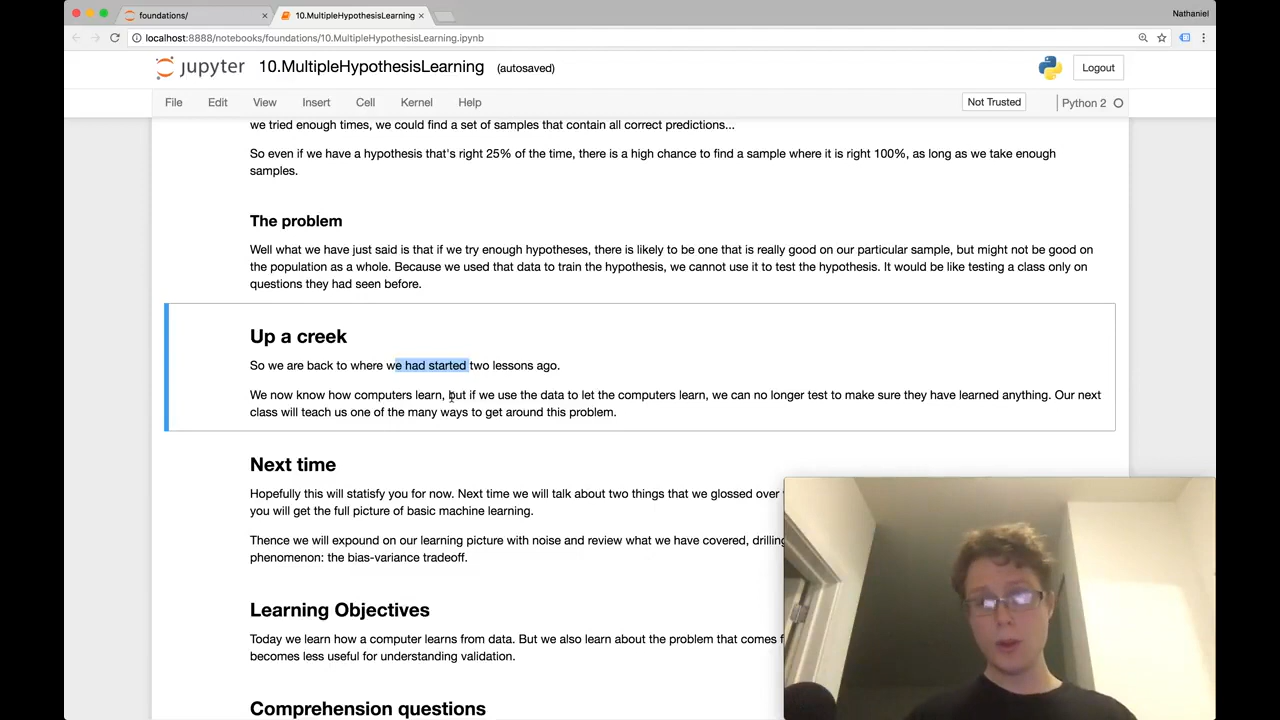 foundations/
10.MultipleHypothesisLearning
Nathaniel
localhost:8888/notebooks/foundations/10.MultipleHypothesisLearning.ipynb
jupyter 10.MultipleHypothesisLearning (autosaved)
Logout
File Edit View Insert Cell Kernel Help
Not Trusted
Python 2
we tried enough times, we could find a set of samples that contain all correct predictions...
So even if we have a hypothesis that's right 25% of the time, there is a high chance to find a sample where it is right 100%, as long as we take enough
samples.
The problem
Well what we have just said is that if we try enough hypotheses, there is likely to be one that is really good on our particular sample, but might not be good on
the population as a whole. Because we used that data to train the hypothesis, we cannot use it to test the hypothesis. It would be like testing a class only on
questions they had seen before.
Up a creek
So we are back to where we had started two lessons ago.
We now know how computers learn, but if we use the data to let the computers learn, we can no longer test to make sure they have learned anything. Our next
class will teach us one of the many ways to get around this problem.
Next time
Hopefully this will statisfy you for now. Next time we will talk about two things that we glossed over
you will get the full picture of basic machine learning.
Thence we will expound on our learning picture with noise and review what we have covered, drilling
phenomenon: the bias-variance tradeoff.
Learning Objectives
Today we learn how a computer learns from data. But we also learn about the problem that comes
becomes less useful for understanding validation.
Comprehension questions